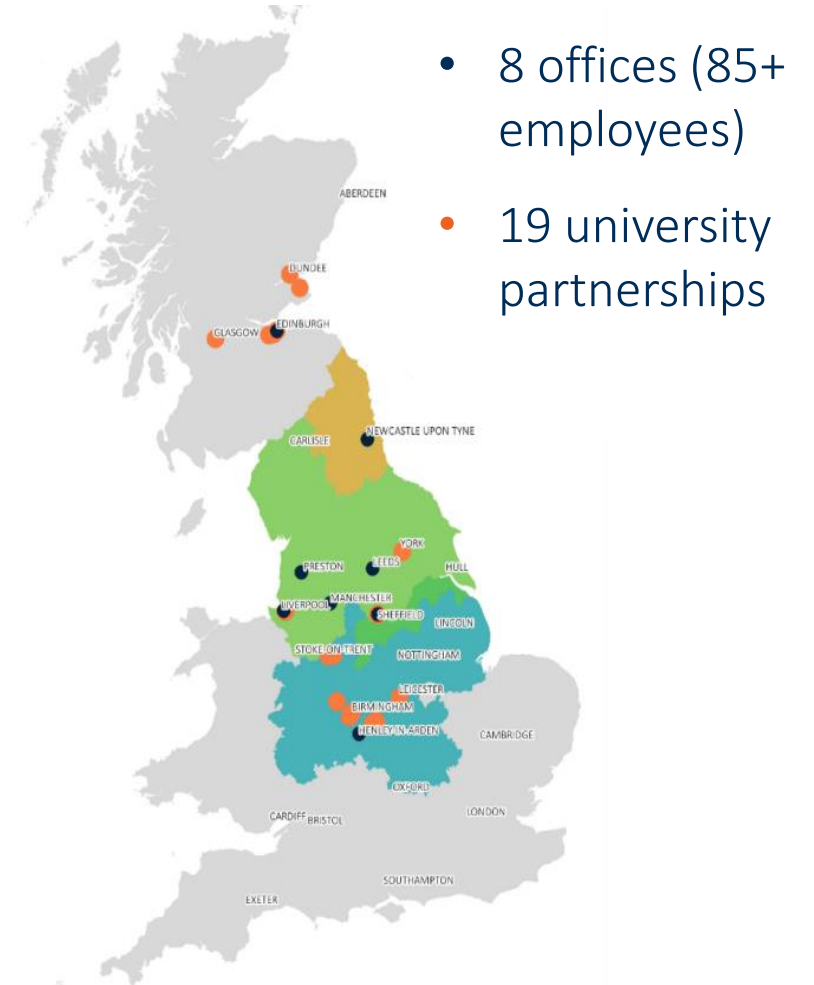 • 8 offices (85+
employees)
• 19 university
partnerships
ABERDEEN
DUNDEE
EDINBURGH
GLASGOW
NEWCASTLE UPON TYNE
CARLISLE
YORK
LEEDS
PRESTON
HULL
MANCHESTER
LIVERPOOL
SHEFFIELD
LINCOLN
STOKE-ON-TRENT
NOTTINGHAM
LEICESTER
BIRMINGHAM
HENLEY-IN-ARDEN
CAMBRIDGE
OXFORD
LONDON
CARDIFF
BRISTOL
SOUTHAMPTON
EXETER